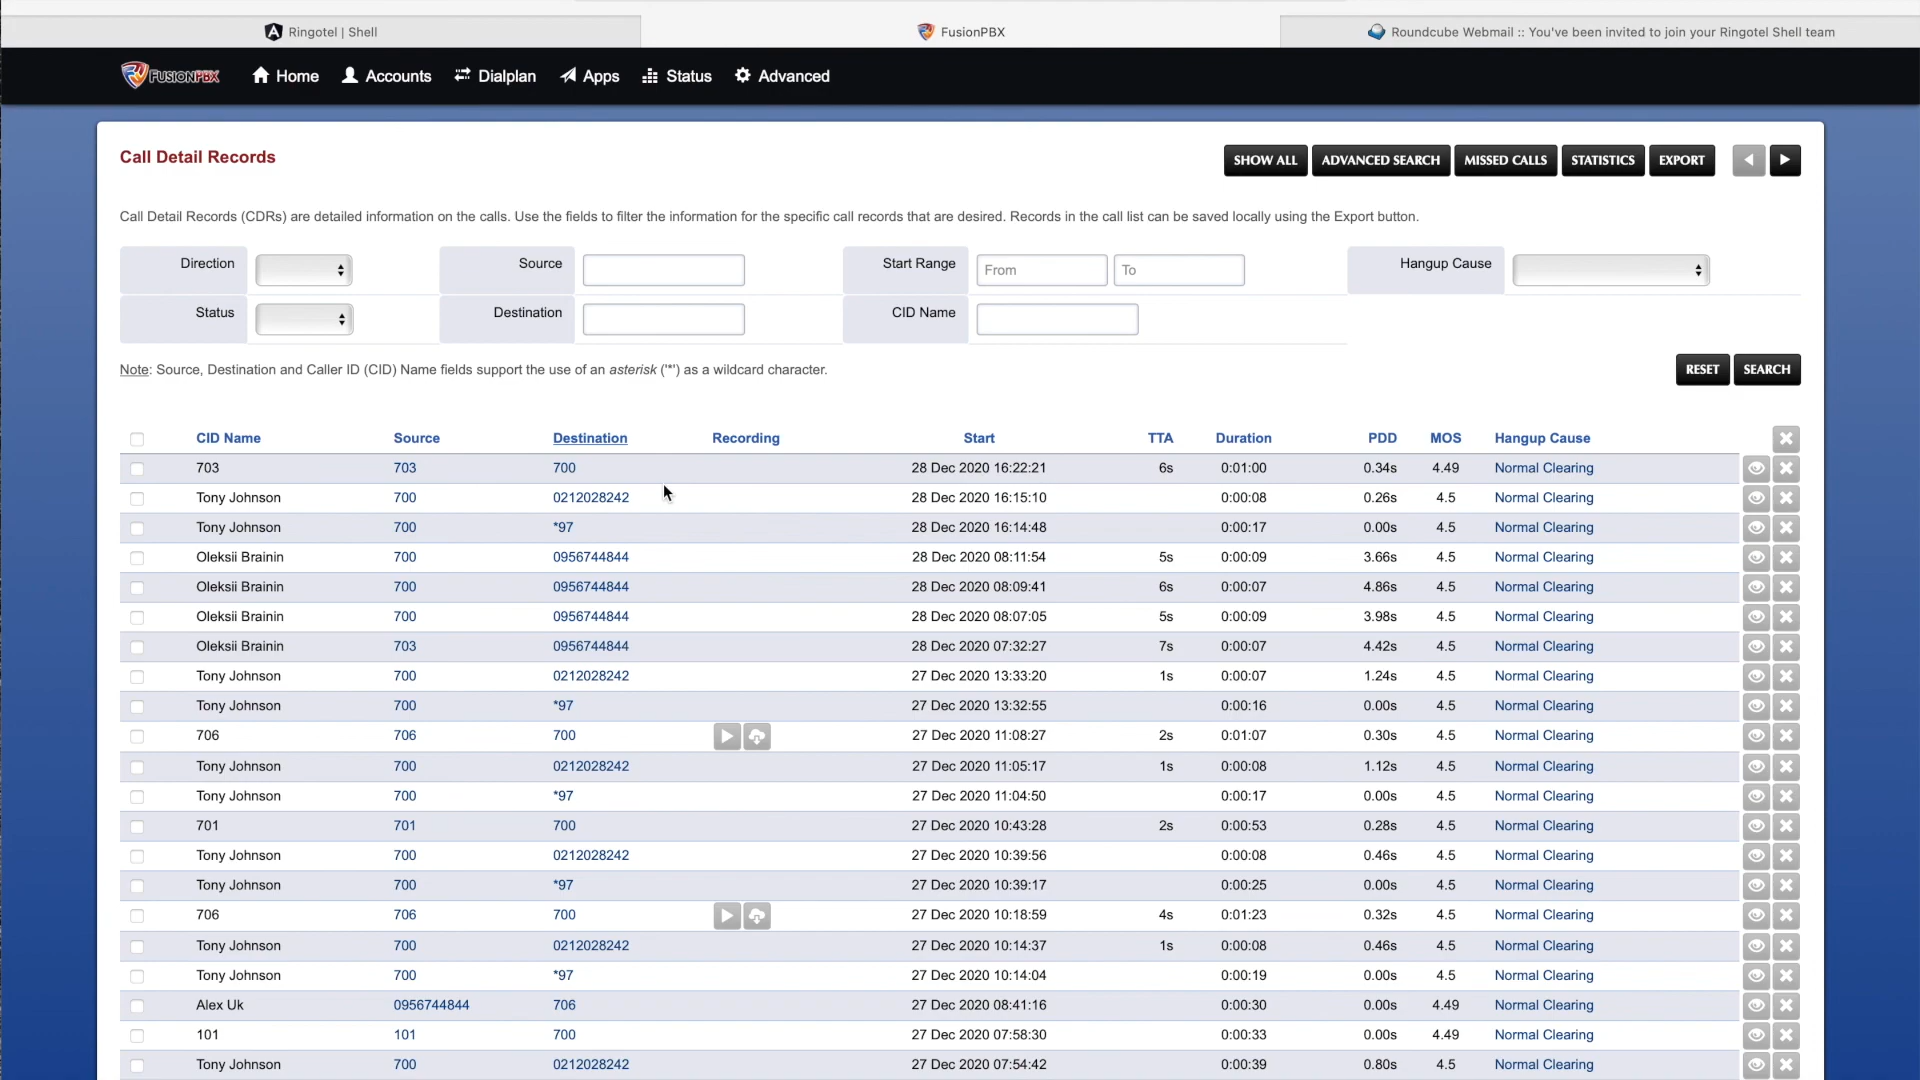 Ringotel | Shell
FusionPBX
Roundcube Webmail :: You've been invited to join your Ringotel Shell team
FUSIONPBX Home Accounts Dialplan Apps Status Advanced
Call Detail Records
SHOW ALL ADVANCED SEARCH MISSED CALLS STATISTICS EXPORT
Call Detail Records (CDRs) are detailed information on the calls. Use the fields to filter the information for the specific call records that are desired. Records in the call list can be saved locally using the Export button.
Direction Source Start Range From To Hangup Cause
Status Destination CID Name
Note: Source, Destination and Caller ID (CID) Name fields support the use of an asterisk ('*') as a wildcard character.
RESET SEARCH
CID Name Source Destination Recording Start TTA Duration PDD MOS Hangup Cause
703 703 700 28 Dec 2020 16:22:21 6s 0:01:00 0.34s 4.49 Normal Clearing
Tony Johnson 700 0212028242 28 Dec 2020 16:15:10 0:00:08 0.26s 4.5 Normal Clearing
Tony Johnson 700 *97 28 Dec 2020 16:14:48 0:00:17 0.00s 4.5 Normal Clearing
Oleksii Brainin 700 0956744844 28 Dec 2020 08:11:54 5s 0:00:09 3.66s 4.5 Normal Clearing
Oleksii Brainin 700 0956744844 28 Dec 2020 08:09:41 6s 0:00:07 4.86s 4.5 Normal Clearing
Oleksii Brainin 700 0956744844 28 Dec 2020 08:07:05 5s 0:00:09 3.98s 4.5 Normal Clearing
Oleksii Brainin 703 0956744844 28 Dec 2020 07:32:27 7s 0:00:07 4.42s 4.5 Normal Clearing
Tony Johnson 700 0212028242 27 Dec 2020 13:33:20 1s 0:00:07 1.24s 4.5 Normal Clearing
Tony Johnson 700 *97 27 Dec 2020 13:32:55 0:00:16 0.00s 4.5 Normal Clearing
706 706 700 27 Dec 2020 11:08:27 2s 0:01:07 0.30s 4.5 Normal Clearing
Tony Johnson 700 0212028242 27 Dec 2020 11:05:17 1s 0:00:08 1.12s 4.5 Normal Clearing
Tony Johnson 700 *97 27 Dec 2020 11:04:50 0:00:17 0.00s 4.5 Normal Clearing
701 701 700 27 Dec 2020 10:43:28 2s 0:00:53 0.28s 4.5 Normal Clearing
Tony Johnson 700 0212028242 27 Dec 2020 10:39:56 0:00:08 0.46s 4.5 Normal Clearing
Tony Johnson 700 *97 27 Dec 2020 10:39:17 0:00:25 0.00s 4.5 Normal Clearing
706 706 700 27 Dec 2020 10:18:59 4s 0:01:23 0.32s 4.5 Normal Clearing
Tony Johnson 700 0212028242 27 Dec 2020 10:14:37 1s 0:00:08 0.46s 4.5 Normal Clearing
Tony Johnson 700 *97 27 Dec 2020 10:14:04 0:00:19 0.00s 4.5 Normal Clearing
Alex Uk 0956744844 706 27 Dec 2020 08:41:16 0:00:30 0.00s 4.49 Normal Clearing
101 101 700 27 Dec 2020 07:58:30 0:00:33 0.00s 4.49 Normal Clearing
Tony Johnson 700 0212028242 27 Dec 2020 07:54:42 0:00:39 0.80s 4.5 Normal Clearing